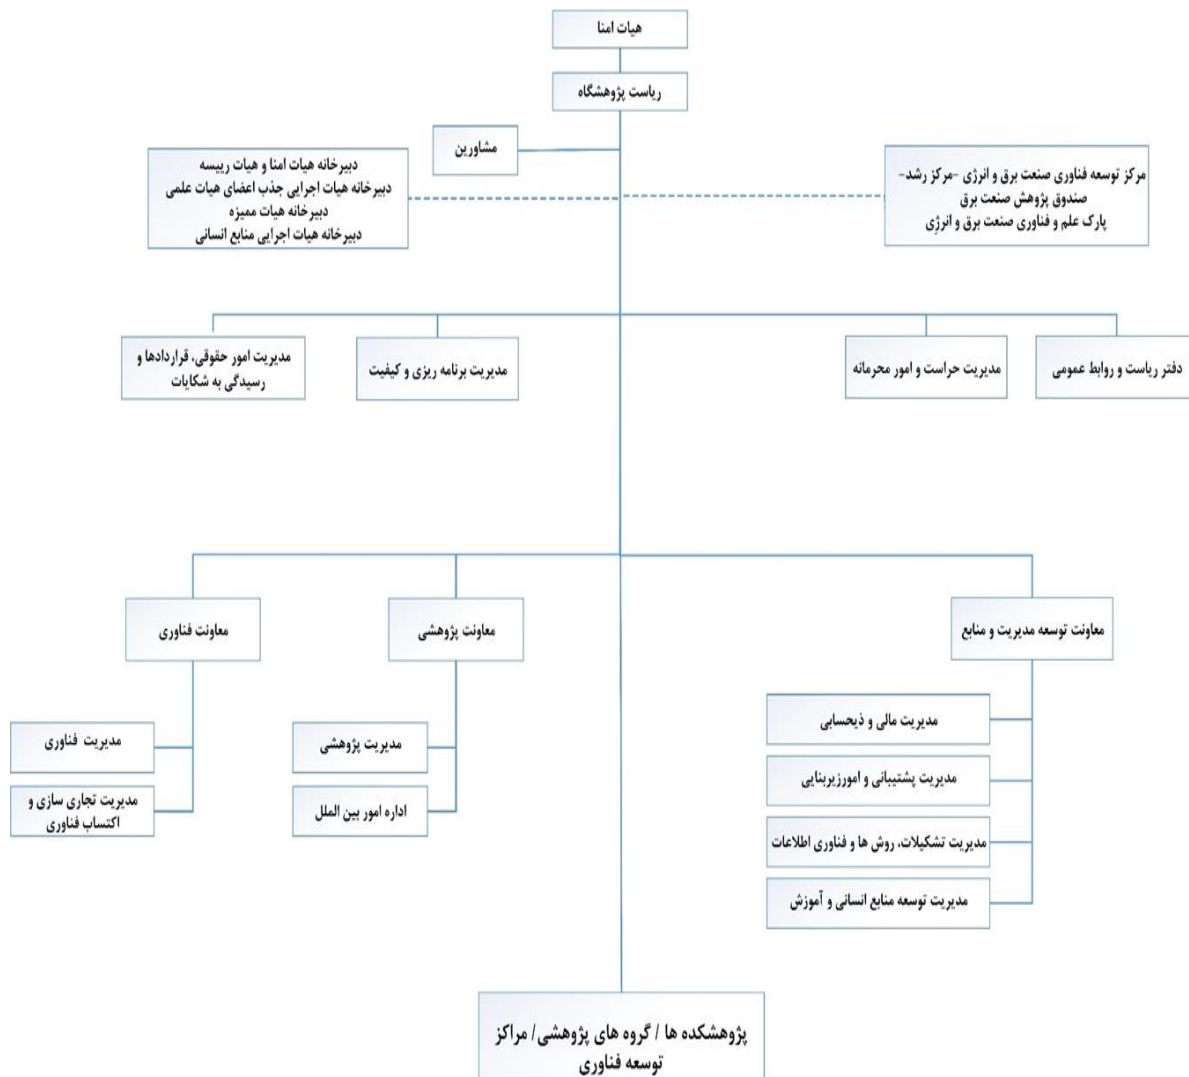 هیات امنا
ریاست پژوهشگاه
مشاورین
مرکز توسعه فناوری صنعت برق و انرژی -مرکز رشد-
صندوق پژوهش صنعت برق
پارک علم و فناوری صنعت برق و انرژِی
دبیرخانه هیات امنا و هیات رییسه
دبیرخانه هیات اجرایی جذب اعضای هیات علمی
دبیرخانه هیات ممیزه
دبیرخانه هیات اجرایی منابع انسانی
دفتر ریاست و روابط عمومی
مدیریت حراست و امور محرمانه
مدیریت برنامه ریزی و کیفیت
مدیریت امور حقوقی، قراردادها و
رسیدگی به شکایات
معاونت توسعه مدیریت و منابع
مدیریت مالی و ذیحسابی
مدیریت پشتیبانی و امورزیربنایی
مدیریت تشکیلات، روش ها و فناوری اطلاعات
مدیریت توسعه منابع انسانی و آموزش
معاونت پژوهشی
مدیریت پژوهشی
اداره امور بین الملل
معاونت فناوری
مدیریت فناوری
مدیریت تجاری سازی و
اکتساب فناوری
پژوهشکده ها / گروه های پژوهشی/ مراکز
توسعه فناوری